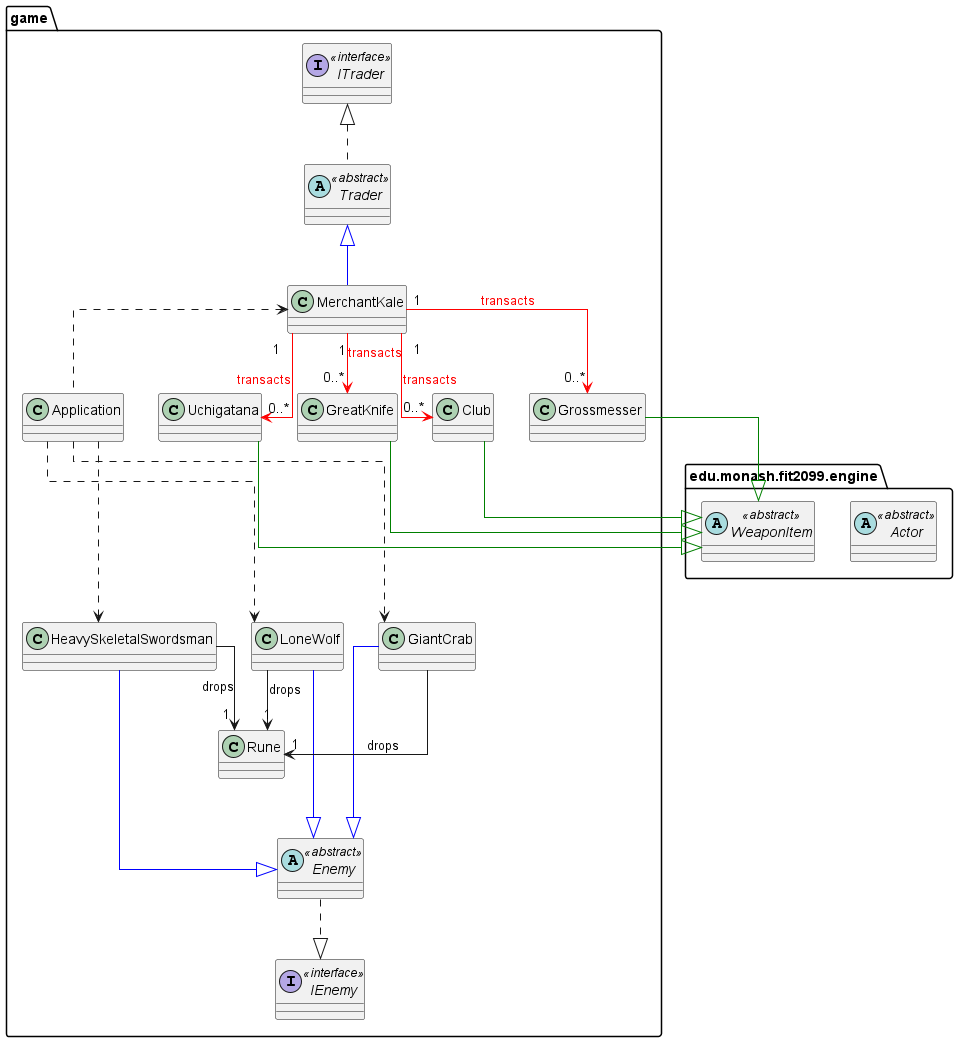 game
I «interface»
ITrader
A «abstract»
Trader
C MerchantKale
1
transacts
1
1
transacts
1
transacts
transacts
0..*
0..*
0..*
0..*
C Application
C Uchigatana
C GreatKnife
C Club
C Grossmesser
edu.monash.fit2099.engine
A «abstract»
WeaponItem
A «abstract»
Actor
C HeavySkeletalSwordsman
C LoneWolf
C GiantCrab
drops
drops
1
1
C Rune
1
drops
A «abstract»
Enemy
I «interface»
IEnemy